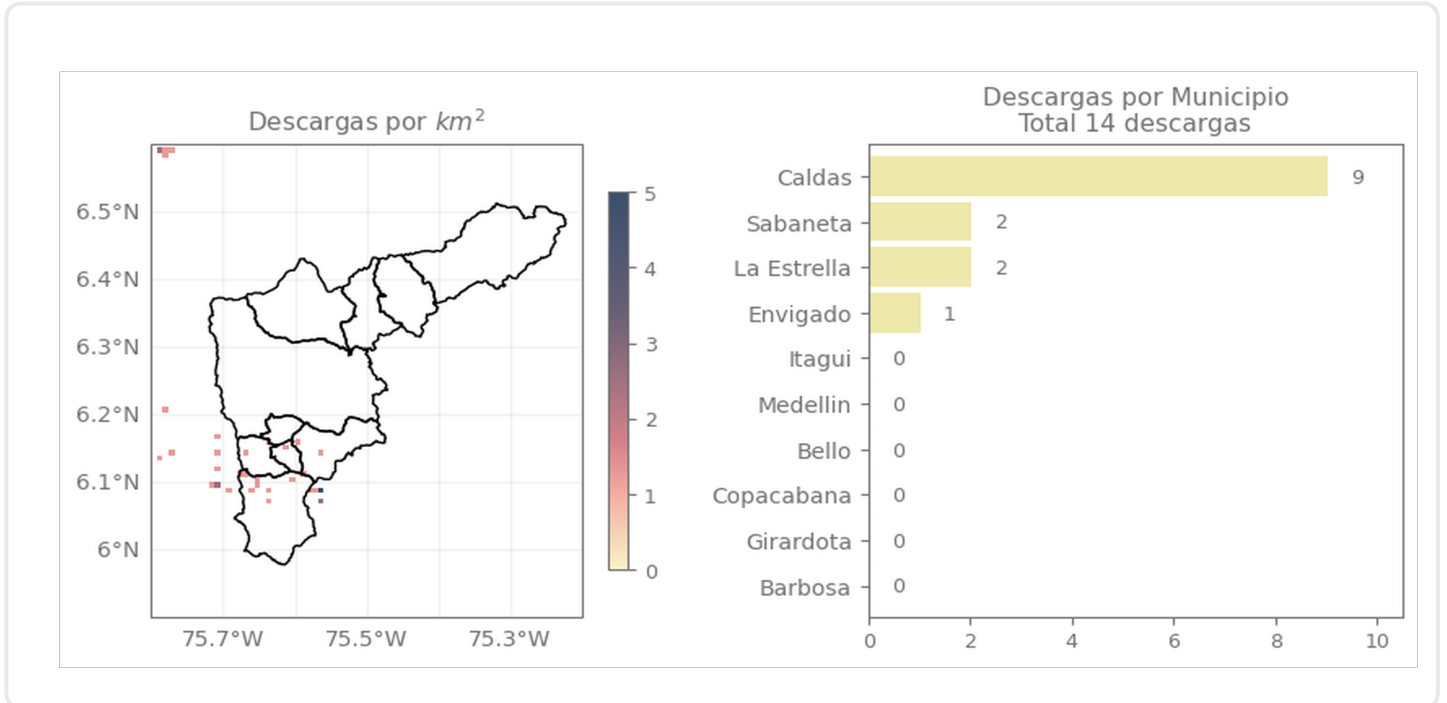 Descargas por km²
6.5°N
6.4°N
6.3°N
6.2°N
6.1°N
6°N
75.7°W 75.5°W 75.3°W
5
4
3
2
1
0
Descargas por Municipio
Total 14 descargas
Caldas 9
Sabaneta 2
La Estrella 2
Envigado 1
Itagui 0
Medellin 0
Bello 0
Copacabana 0
Girardota 0
Barbosa 0
0 2 4 6 8 10